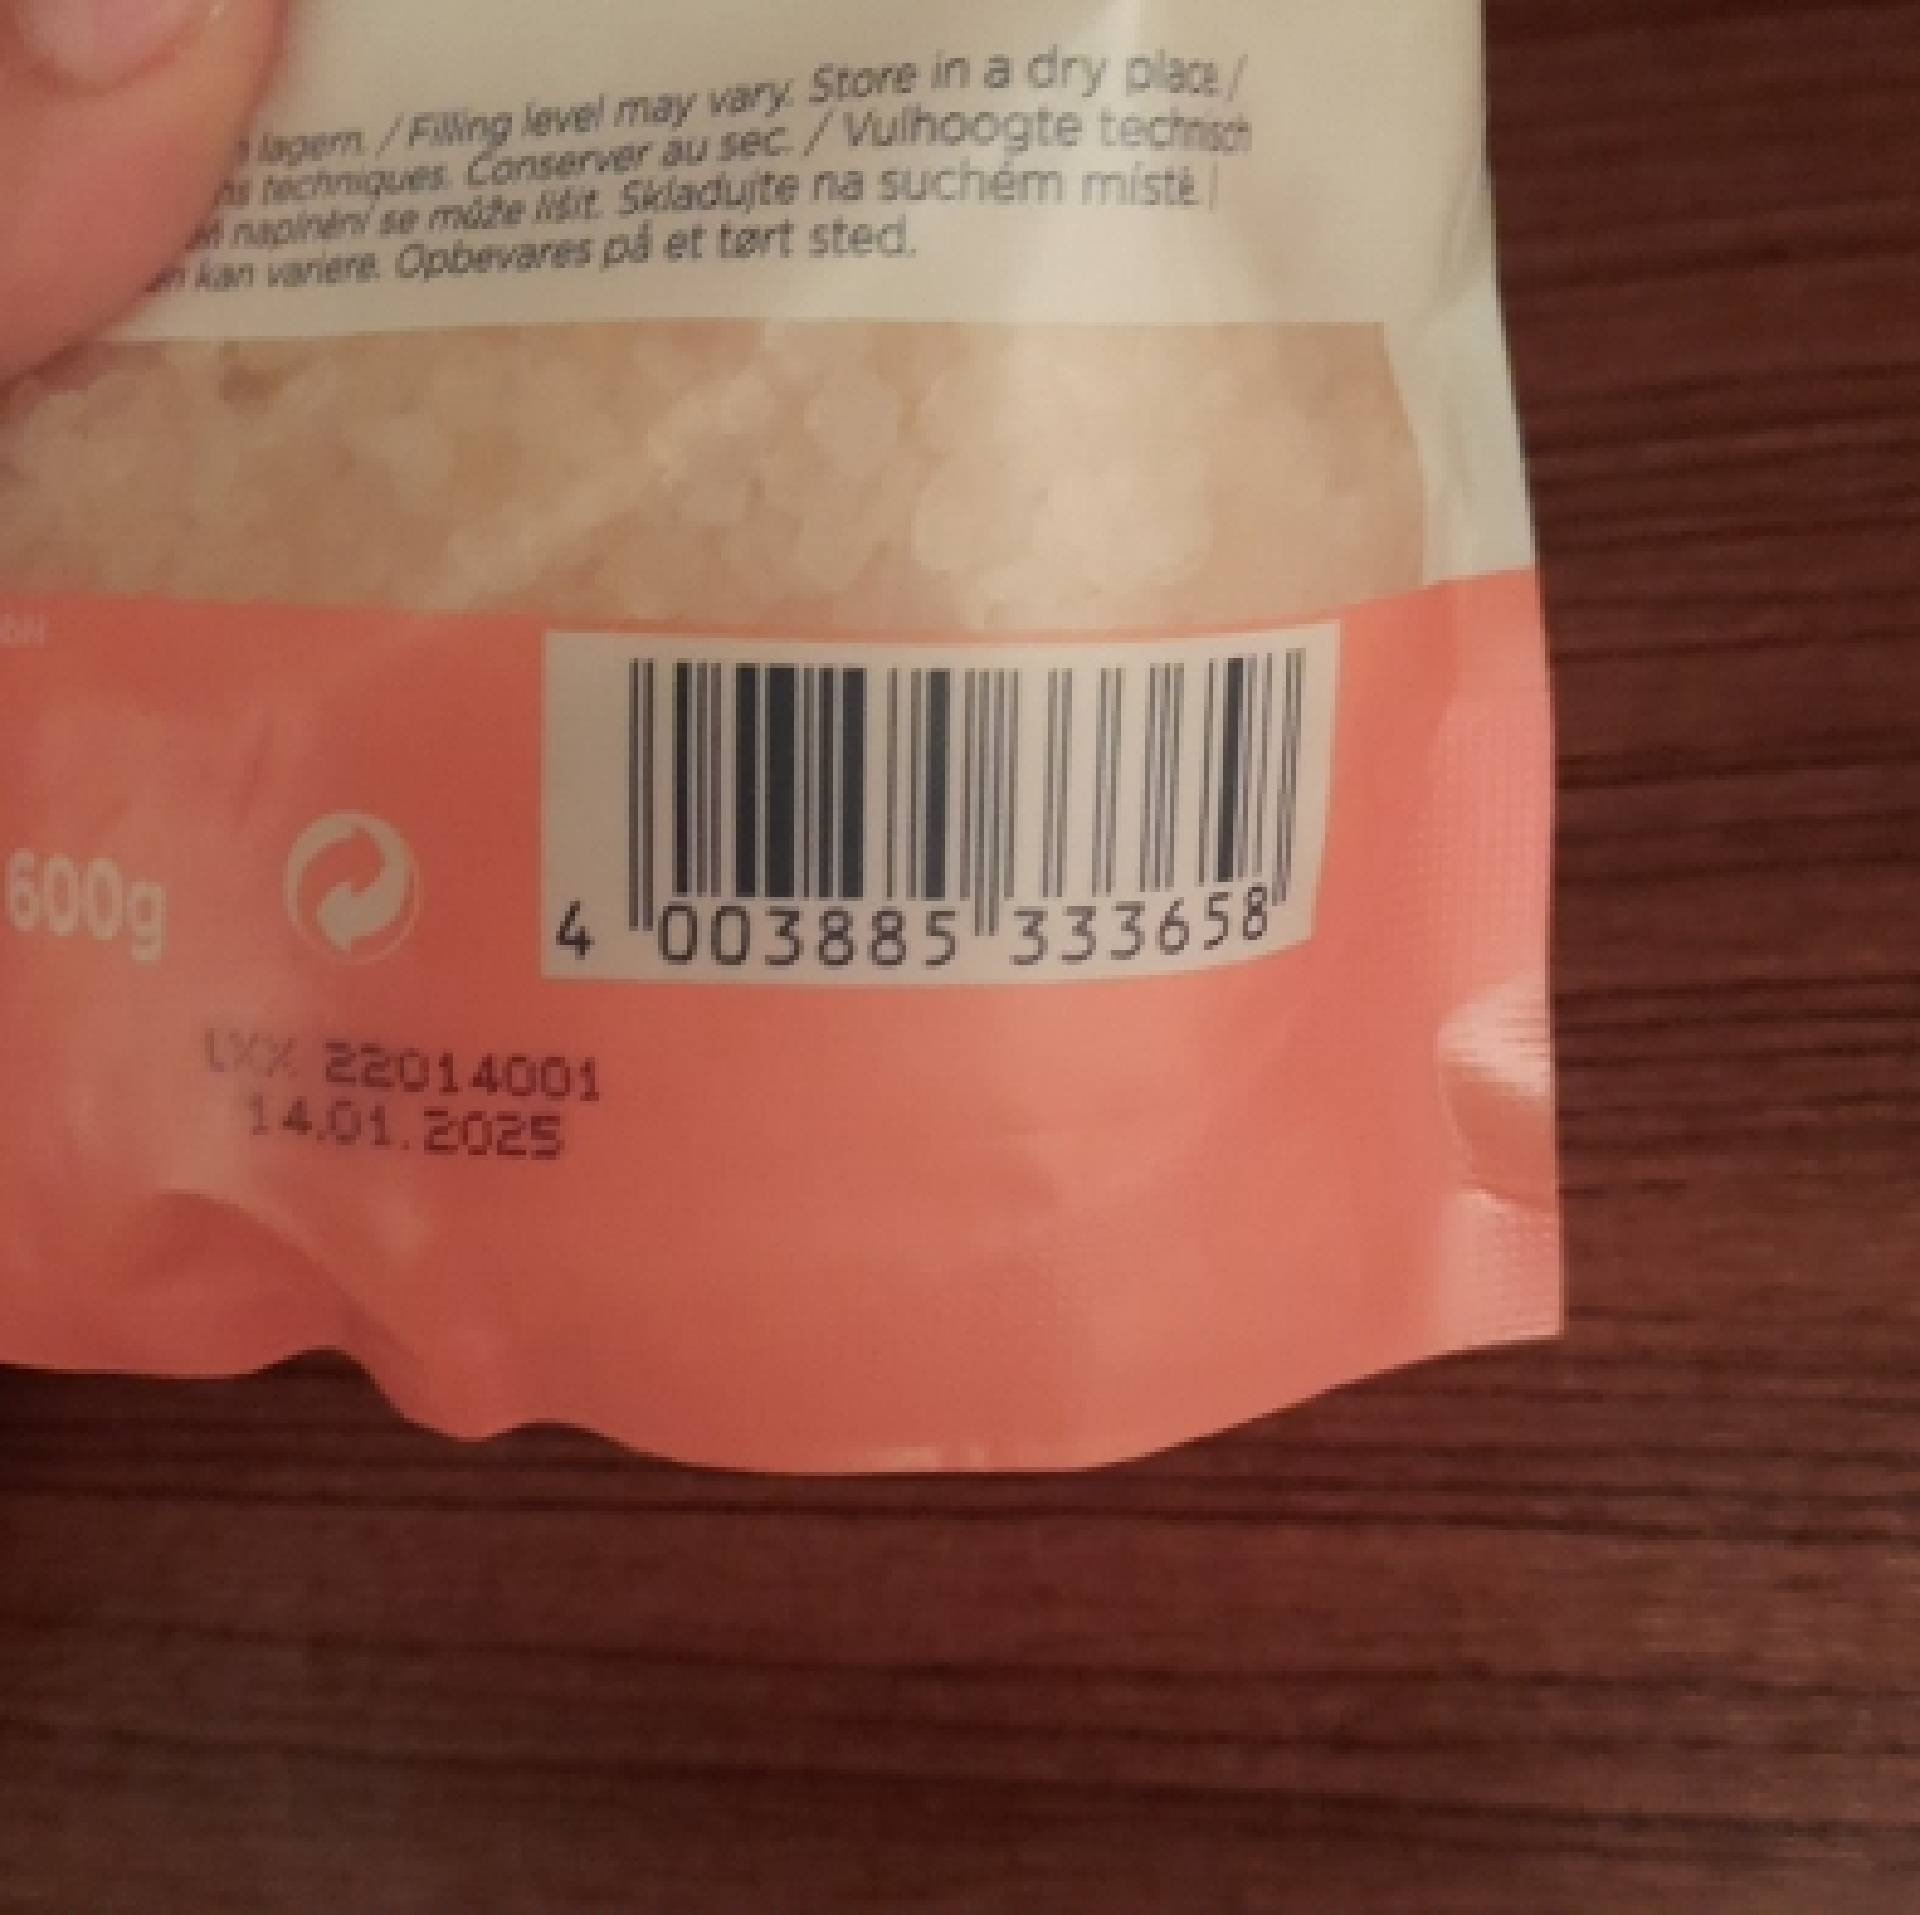 lagern. / Filling level may vary. Store in a dry place /
techniques. Conserver au sec. / Vulhoogte technisch
naplnění se může lišit. Skladujte na suchém místě. /
kan variere. Opbevares på et tørt sted.
600g
4 003885 333658
LXX 22014001
14.01.2025